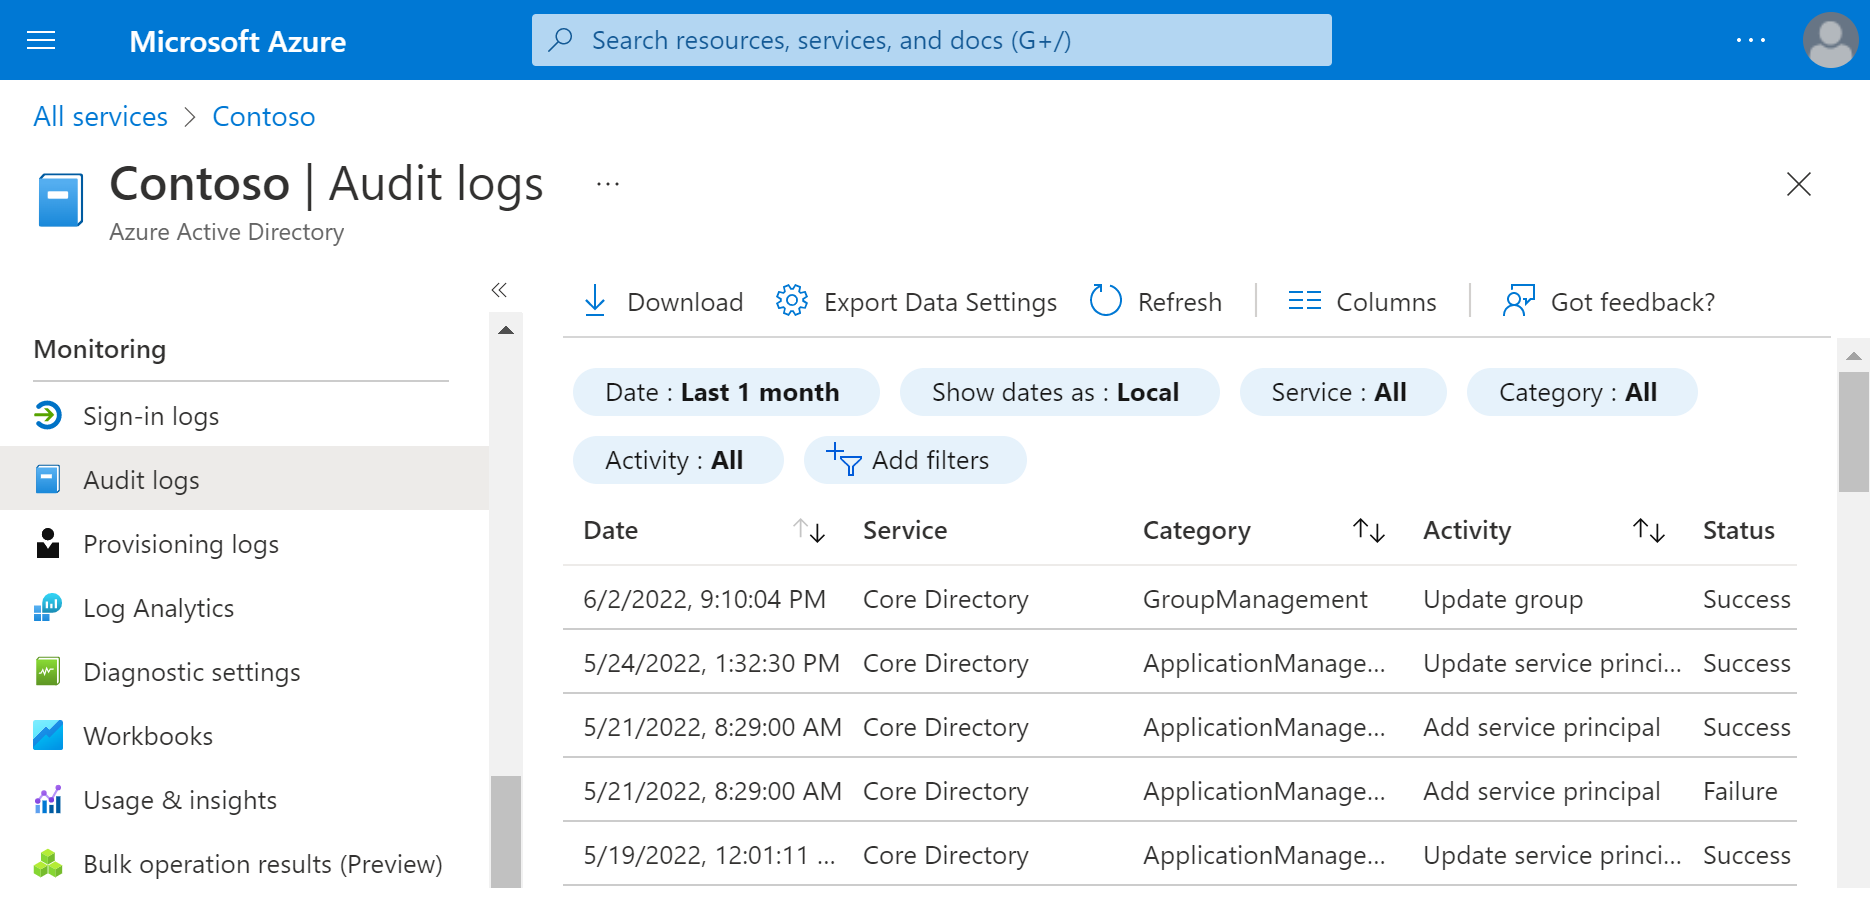 Microsoft Azure
Search resources, services, and docs (G+/)
All services > Contoso
Contoso | Audit logs ...
Azure Active Directory
Monitoring
Sign-in logs
Audit logs
Provisioning logs
Log Analytics
Diagnostic settings
Workbooks
Usage & insights
Bulk operation results (Preview)
Download Export Data Settings Refresh Columns Got feedback?
Date : Last 1 month Show dates as : Local Service : All Category : All
Activity : All Add filters
Date Service Category Activity Status
6/2/2022, 9:10:04 PM Core Directory GroupManagement Update group Success
5/24/2022, 1:32:30 PM Core Directory ApplicationManage... Update service princi... Success
5/21/2022, 8:29:00 AM Core Directory ApplicationManage... Add service principal Success
5/21/2022, 8:29:00 AM Core Directory ApplicationManage... Add service principal Failure
5/19/2022, 12:01:11 ... Core Directory ApplicationManage... Update service princi... Success